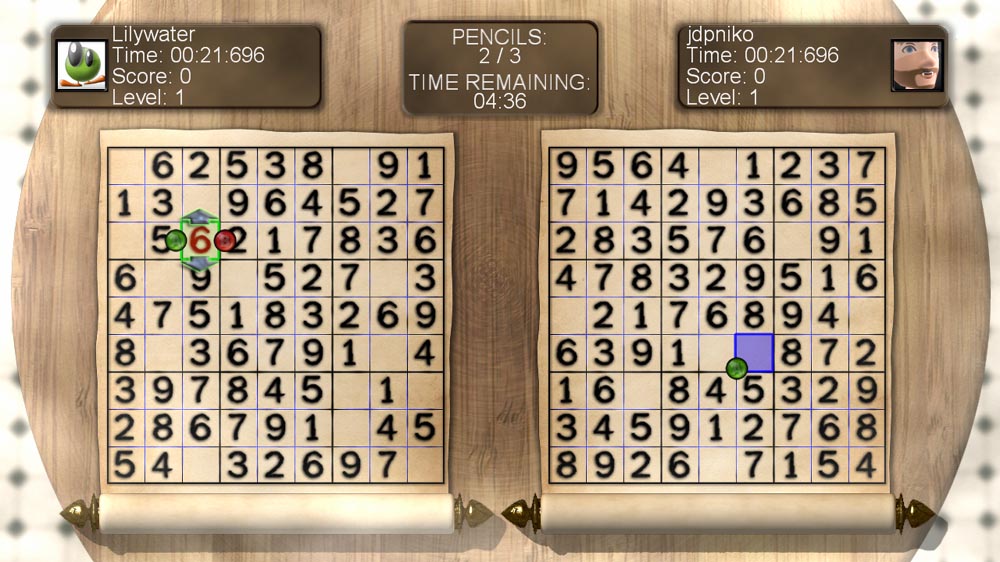 Lilywater
Time: 00:21:696
Score: 0
Level: 1
PENCILS:
2 / 3
TIME REMAINING:
04:36
jdpniko
Time: 00:21:696
Score: 0
Level: 1
6 2 5 3 8 9 1
1 3 9 6 4 5 2 7
5 6 2 1 7 8 3 6
6 9 5 2 7 3
4 7 5 1 8 3 2 6 9
8 3 6 7 9 1 4
3 9 7 8 4 5 1
2 8 6 7 9 1 4 5
5 4 3 2 6 9 7
9 5 6 4 1 2 3 7
7 1 4 2 9 3 6 8 5
2 8 3 5 7 6 9 1
4 7 8 3 2 9 5 1 6
2 1 7 6 8 9 4
6 3 9 1 8 7 2
1 6 8 4 5 3 2 9
3 4 5 9 1 2 7 6 8
8 9 2 6 7 1 5 4